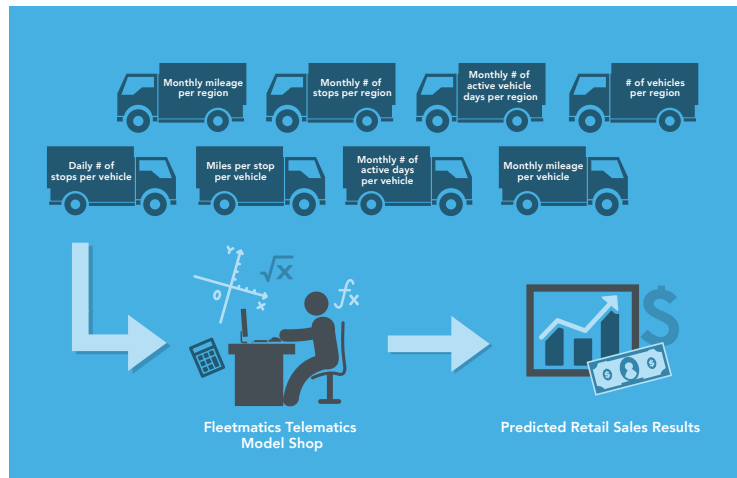 Monthly mileage
per region
Monthly # of
stops per region
Monthly # of
active vehicle
days per region
# of vehicles
per region
Daily # of
stops per vehicle
Miles per stop
per vehicle
Monthly # of
active days
per vehicle
Monthly mileage
per vehicle
Y
O
X
√x
fx
$
$
$
Fleetmatics Telematics
Model Shop
Predicted Retail Sales Results